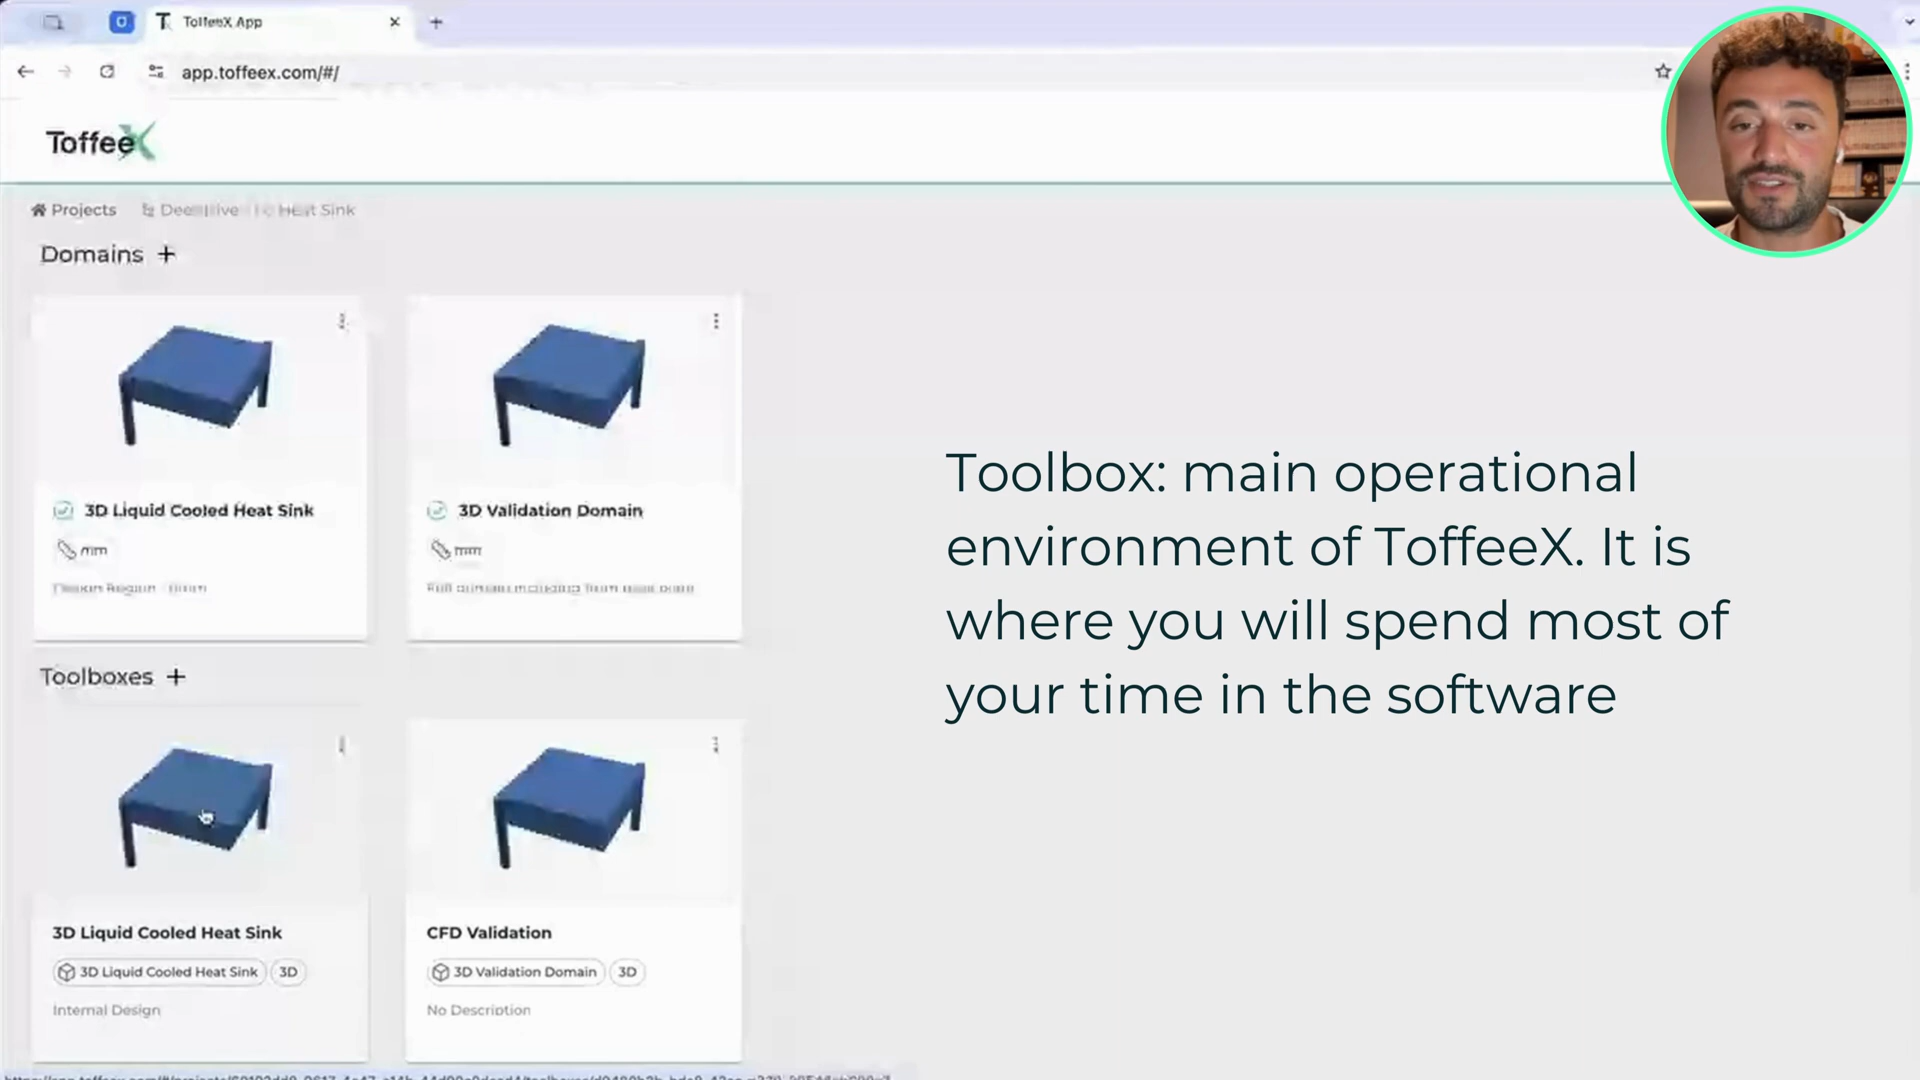 ToffeeX App
app.toffeex.com/#/
ToffeeX
Projects
Heat Sink
Domains +
3D Liquid Cooled Heat Sink
mm
3D Validation Domain
mm
Toolbox: main operational
environment of ToffeeX. It is
where you will spend most of
your time in the software
Toolboxes +
3D Liquid Cooled Heat Sink
3D Liquid Cooled Heat Sink 3D
Internal Design
CFD Validation
3D Validation Domain 3D
No Description